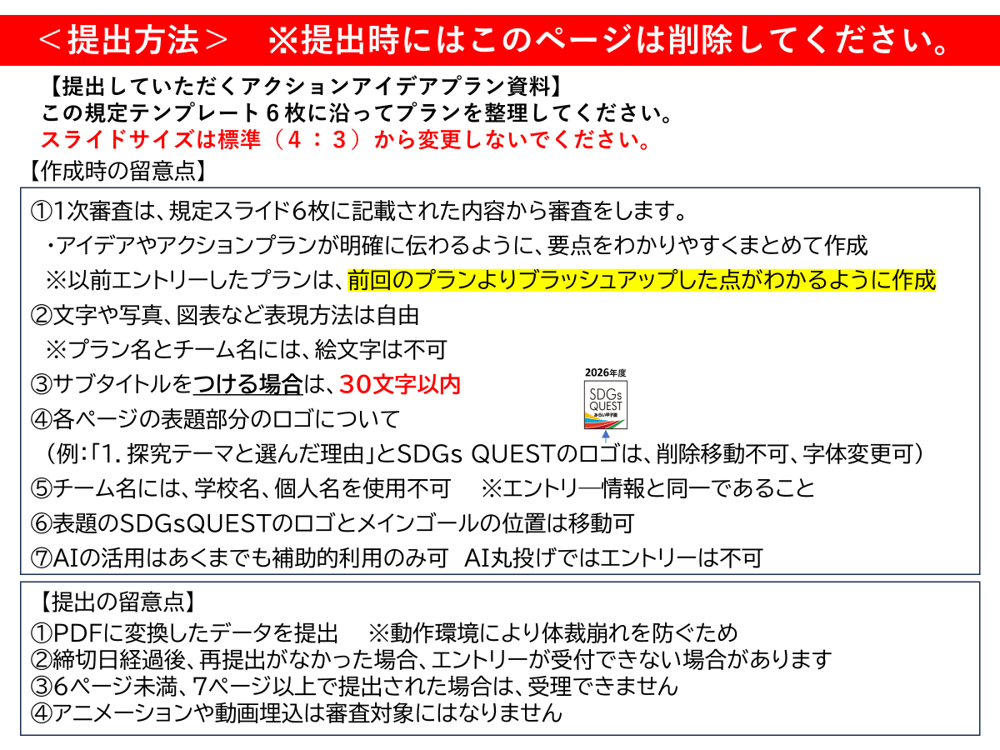 ＜提出方法＞　※提出時にはこのページは削除してください。
【提出していただくアクションアイデアプラン資料】
この規定テンプレート６枚に沿ってプランを整理してください。
スライドサイズは標準（４：３）から変更しないでください。
【作成時の留意点】
①1次審査は、規定スライド6枚に記載された内容から審査をします。
・アイデアやアクションプランが明確に伝わるように、要点をわかりやすくまとめて作成
※以前エントリーしたプランは、前回のプランよりブラッシュアップした点がわかるように作成
②文字や写真、図表など表現方法は自由
※プラン名とチーム名には、絵文字は不可
③サブタイトルをつける場合は、30文字以内
2026年度
SDGs
QUEST
みらい甲子園
④各ページの表題部分のロゴについて
（例：「1．探究テーマと選んだ理由」とSDGs QUESTのロゴは、削除移動不可、字体変更可）
⑤チーム名には、学校名、個人名を使用不可　※エントリ―情報と同一であること
⑥表題のSDGsQUESTのロゴとメインゴールの位置は移動可
⑦AIの活用はあくまでも補助的利用のみ可　AI丸投げではエントリーは不可
【提出の留意点】
①PDFに変換したデータを提出　※動作環境により体裁崩れを防ぐため
②締切日経過後、再提出がなかった場合、エントリーが受付できない場合があります
③6ページ未満、7ページ以上で提出された場合は、受理できません
④アニメーションや動画埋込は審査対象にはなりません